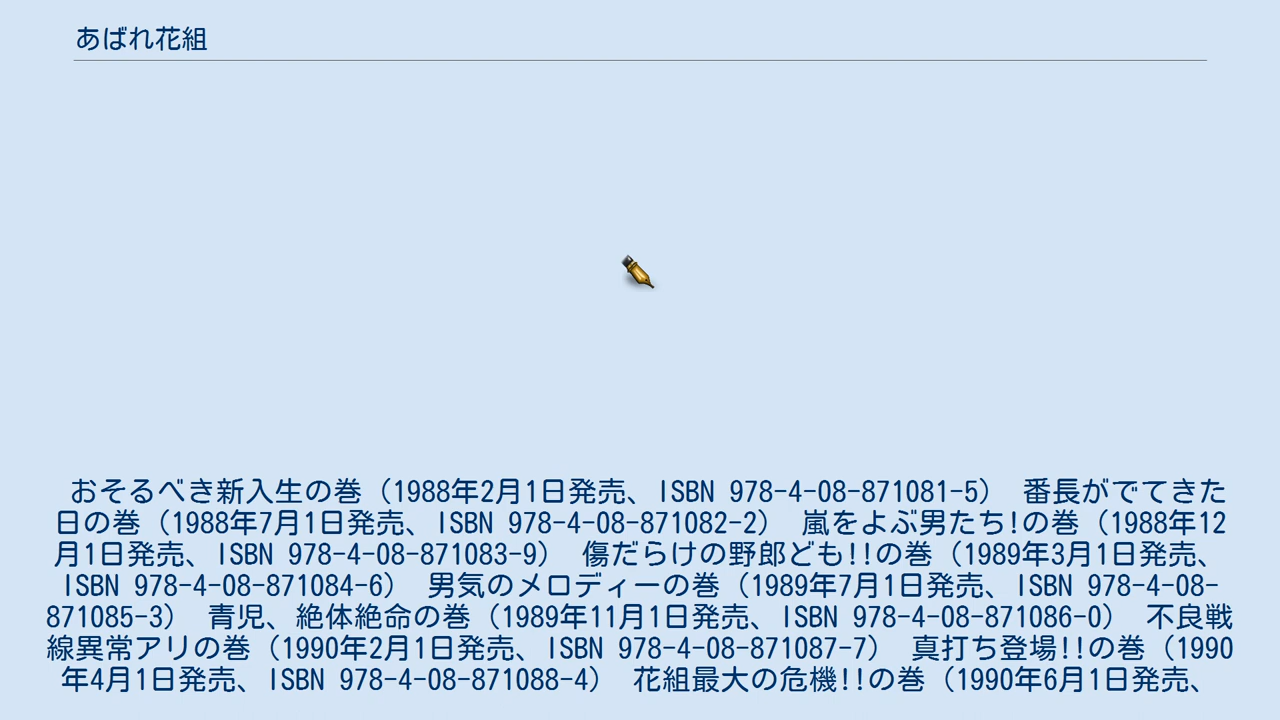 あばれ花組
おそるべき新入生の巻（1988年2月1日発売、ISBN 978-4-08-871081-5） 番長がでてきた
日の巻（1988年7月1日発売、ISBN 978-4-08-871082-2） 嵐をよぶ男たち!の巻（1988年12
月1日発売、ISBN 978-4-08-871083-9） 傷だらけの野郎ども!!の巻（1989年3月1日発売、
ISBN 978-4-08-871084-6） 男気のメロディーの巻（1989年7月1日発売、ISBN 978-4-08-
871085-3） 青児、絶体絶命の巻（1989年11月1日発売、ISBN 978-4-08-871086-0） 不良戦
線異常アリの巻（1990年2月1日発売、ISBN 978-4-08-871087-7） 真打ち登場!!の巻（1990
年4月1日発売、ISBN 978-4-08-871088-4） 花組最大の危機!!の巻（1990年6月1日発売、